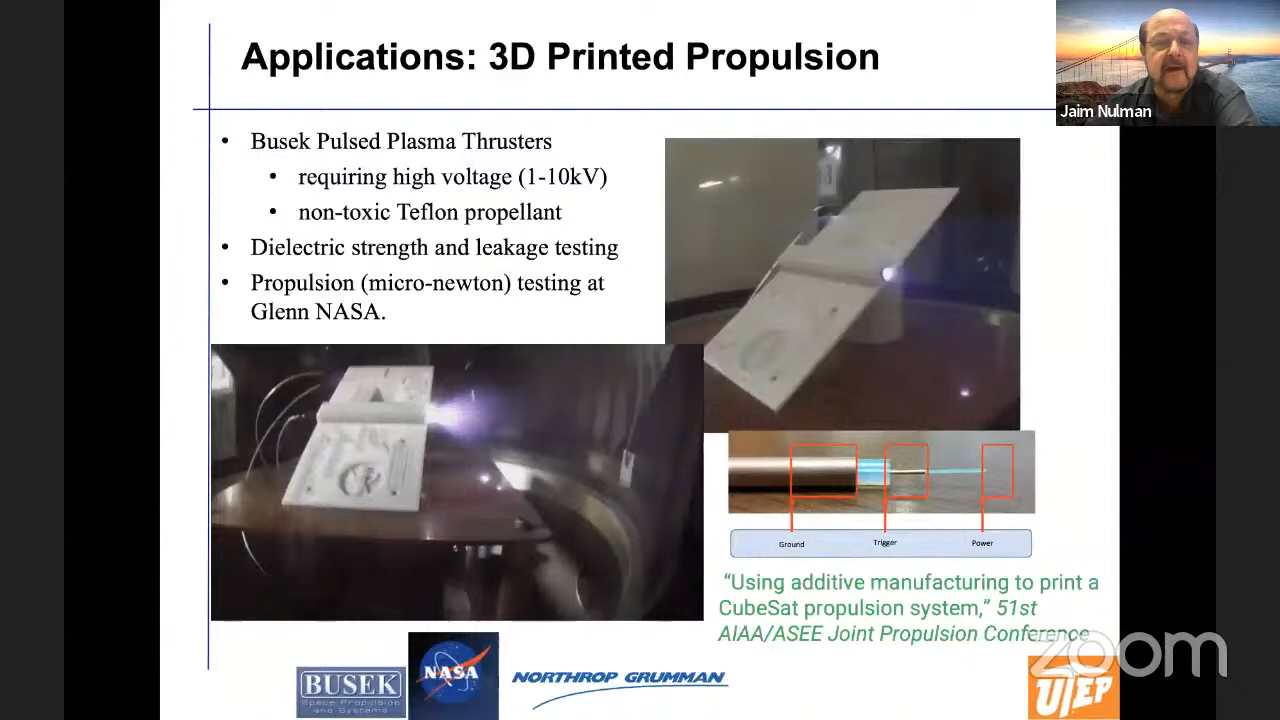 Applications: 3D Printed Propulsion
Jaim Nulman
• Busek Pulsed Plasma Thrusters
• requiring high voltage (1-10kV)
• non-toxic Teflon propellant
• Dielectric strength and leakage testing
• Propulsion (micro-newton) testing at
Glenn NASA.
Ground
Trigger
Power
“Using additive manufacturing to print a
CubeSat propulsion system,” 51st
AIAA/ASEE Joint Propulsion Conference
BUSEK
Space Propulsion
and Systems
NASA
NORTHROP GRUMMAN
zoom
UTEP